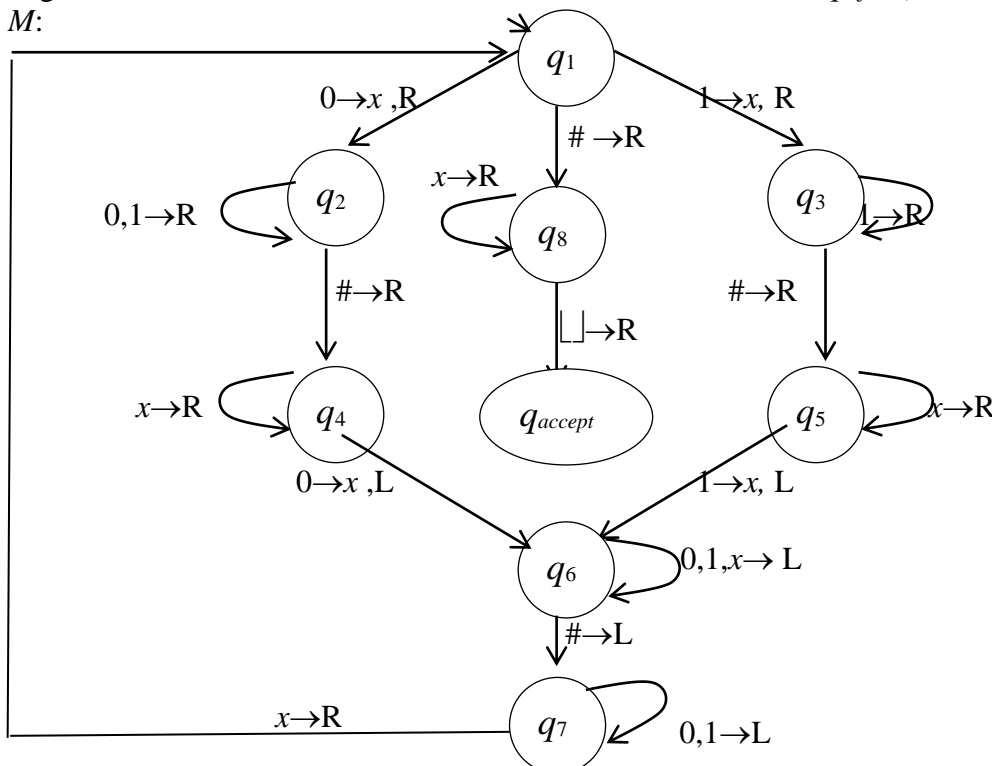 M:
q1
0→x ,R
1→x, R
# →R
x→R
q2
q3
0,1→R
q8
1→R
#→R
#→R
⨆→R
x→R
q4
qaccept
q5
x→R
0→x ,L
1→x, L
q6
0,1,x→ L
#→L
x→R
q7
0,1→L